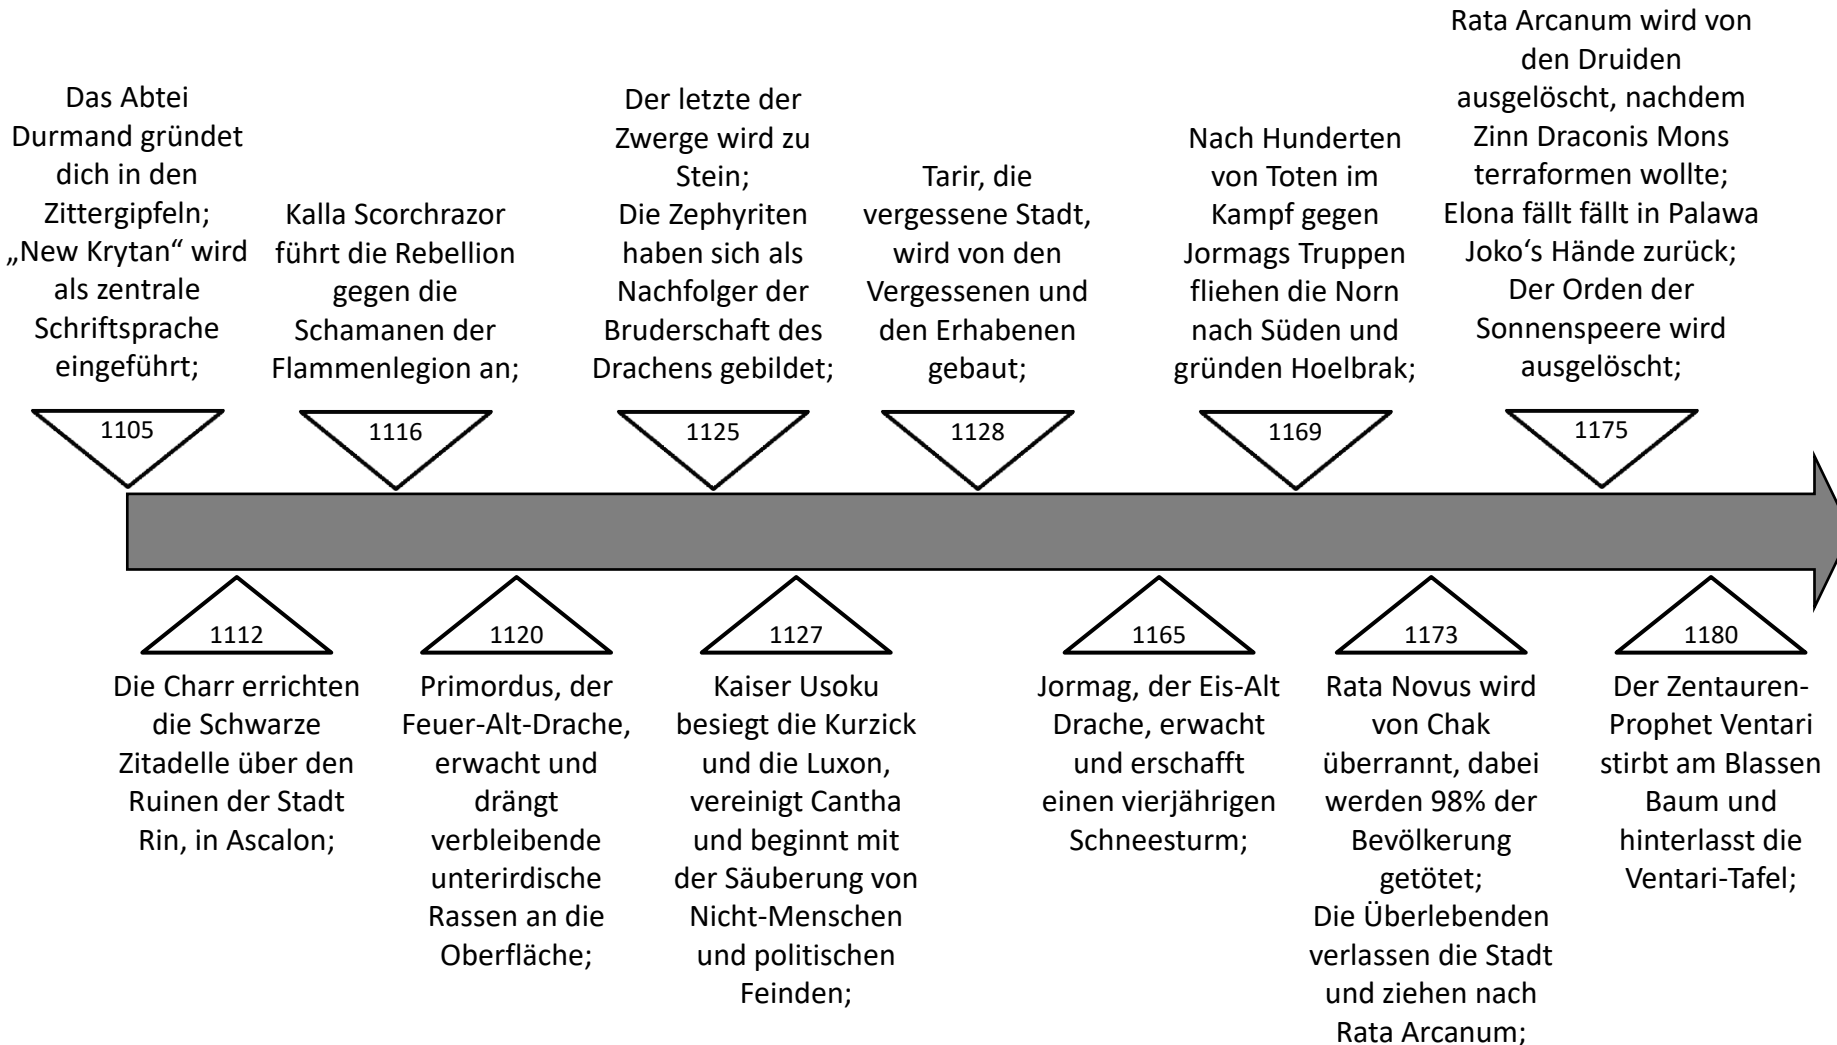 Das Abtei
Durmand gründet
dich in den
Zittergipfeln;
„New Krytan“ wird
als zentrale
Schriftsprache
eingeführt;
1105
Kalla Scorchrazor
führt die Rebellion
gegen die
Schamanen der
Flammenlegion an;
1116
Der letzte der
Zwerge wird zu
Stein;
Die Zephyriten
haben sich als
Nachfolger der
Bruderschaft des
Drachens gebildet;
1125
Tarir, die
vergessene Stadt,
wird von den
Vergessenen und
den Erhabenen
gebaut;
1128
Nach Hunderten
von Toten im
Kampf gegen
Jormags Truppen
fliehen die Norn
nach Süden und
gründen Hoelbrak;
1169
Rata Arcanum wird von
den Druiden
ausgelöscht, nachdem
Zinn Draconis Mons
terraformen wollte;
Elona fällt fällt in Palawa
Joko‘s Hände zurück;
Der Orden der
Sonnenspeere wird
ausgelöscht;
1175
1112
Die Charr errichten
die Schwarze
Zitadelle über den
Ruinen der Stadt
Rin, in Ascalon;
1120
Primordus, der
Feuer-Alt-Drache,
erwacht und
drängt
verbleibende
unterirdische
Rassen an die
Oberfläche;
1127
Kaiser Usoku
besiegt die Kurzick
und die Luxon,
vereinigt Cantha
und beginnt mit
der Säuberung von
Nicht-Menschen
und politischen
Feinden;
1165
Jormag, der Eis-Alt
Drache, erwacht
und erschafft
einen vierjährigen
Schneesturm;
1173
Rata Novus wird
von Chak
überrannt, dabei
werden 98% der
Bevölkerung
getötet;
Die Überlebenden
verlassen die Stadt
und ziehen nach
Rata Arcanum;
1180
Der Zentauren-
Prophet Ventari
stirbt am Blassen
Baum und
hinterlasst die
Ventari-Tafel;